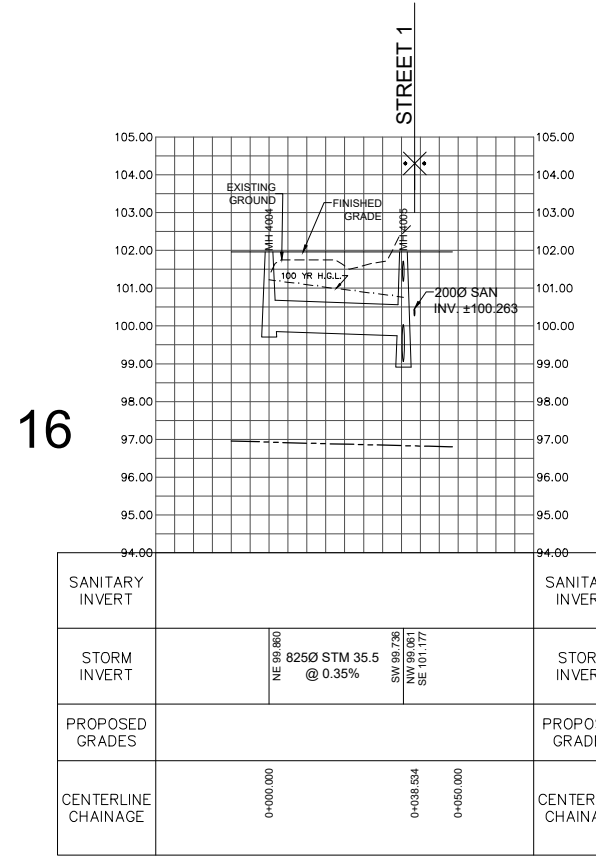 STREET 1
105.00
105.00
104.00
104.00
EXISTING
GROUND
FINISHED
GRADE
103.00
103.00
MH 4004
MH 4005
102.00
102.00
100 YR H.G.L.
101.00
101.00
200Ø SAN
INV. ±100.263
100.00
100.00
99.00
99.00
98.00
98.00
16
97.00
97.00
96.00
96.00
95.00
95.00
94.00
94.00
SANITARY
INVERT
SANITA
INVER
STORM
INVERT
NE 99.860
825Ø STM 35.5
@ 0.35%
SW 99.736
NW 99.061
SE 101.177
STOR
INVER
PROPOSED
GRADES
PROPO
GRAD
CENTERLINE
CHAINAGE
0+000.000
0+038.534
0+050.000
CENTER
CHAINA